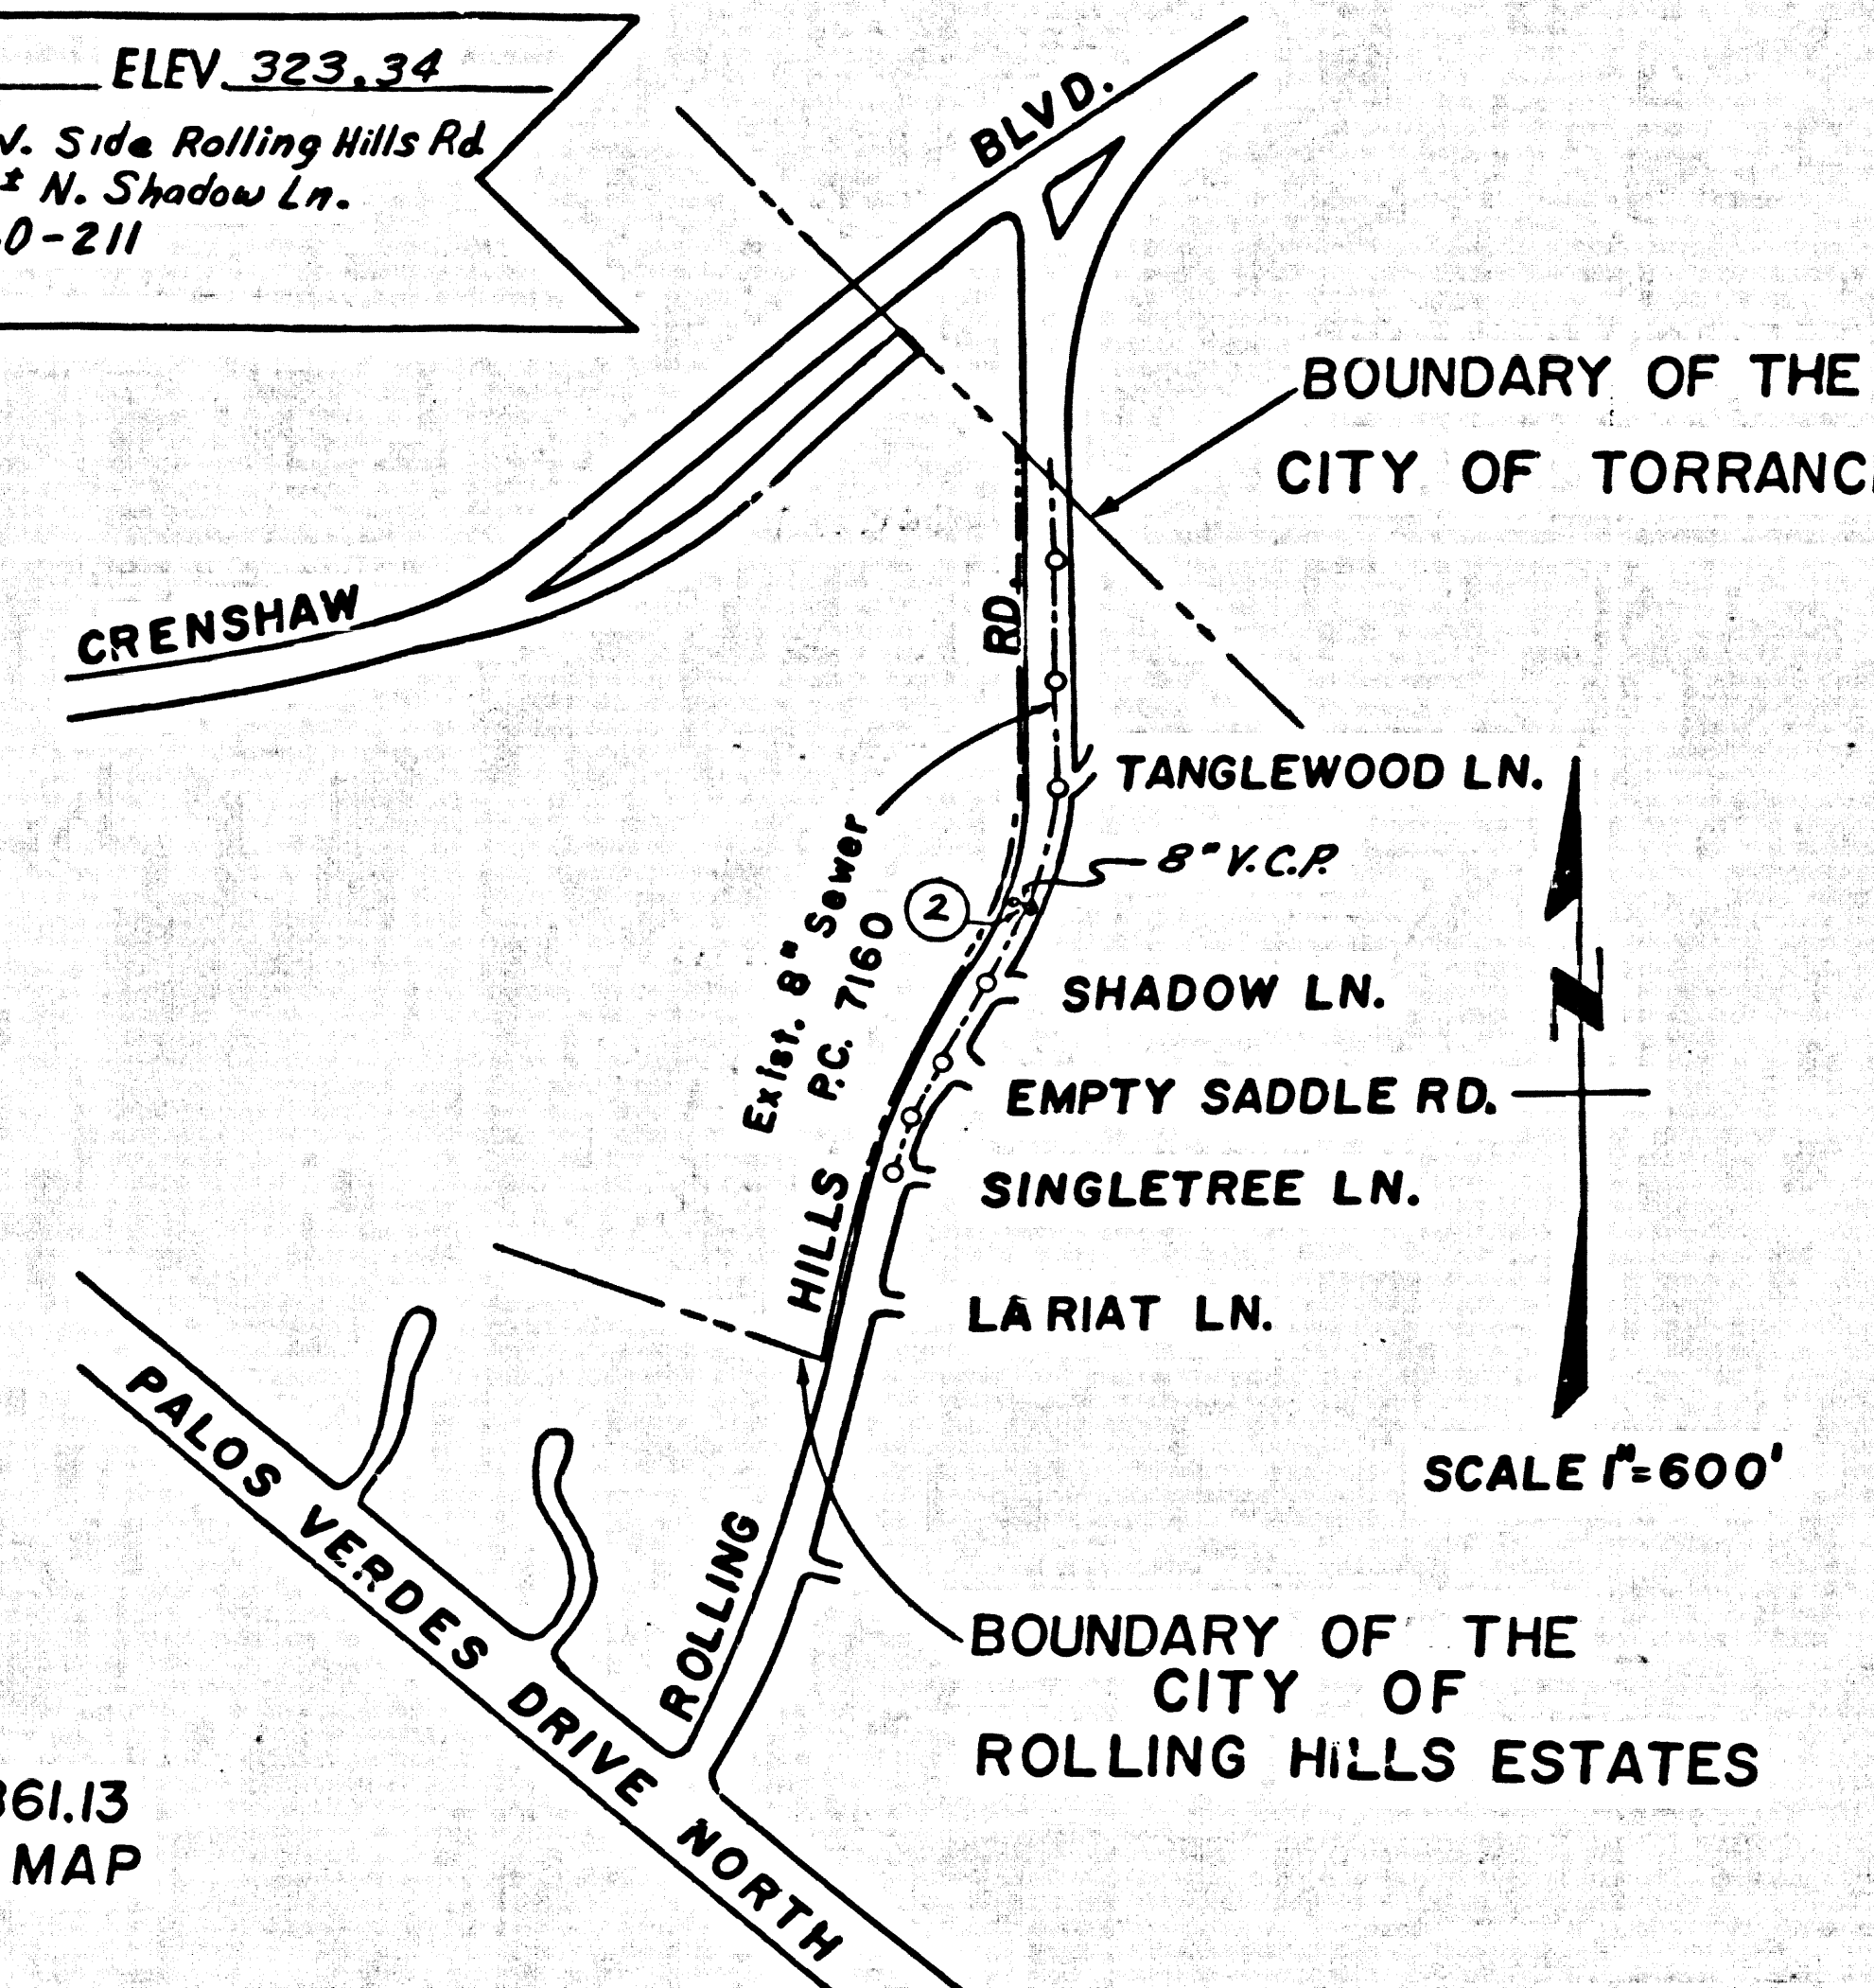 ELEV. 323.34
W. Side Rolling Hills Rd
± N. Shadow Ln.
0-211
BLVD.
BOUNDARY OF THE
CITY OF TORRANC
CRENSHAW
RD.
TANGLEWOOD LN.
8" V.C.P.
2
Exist. 8" Sewer
P.C. 7160
SHADOW LN.
N
EMPTY SADDLE RD.
SINGLETREE LN.
HILLS
LARIAT LN.
PALOS VERDES DRIVE NORTH
SCALE 1"=600'
ROLLING
BOUNDARY OF THE
CITY OF
ROLLING HILLS ESTATES
361.13
MAP